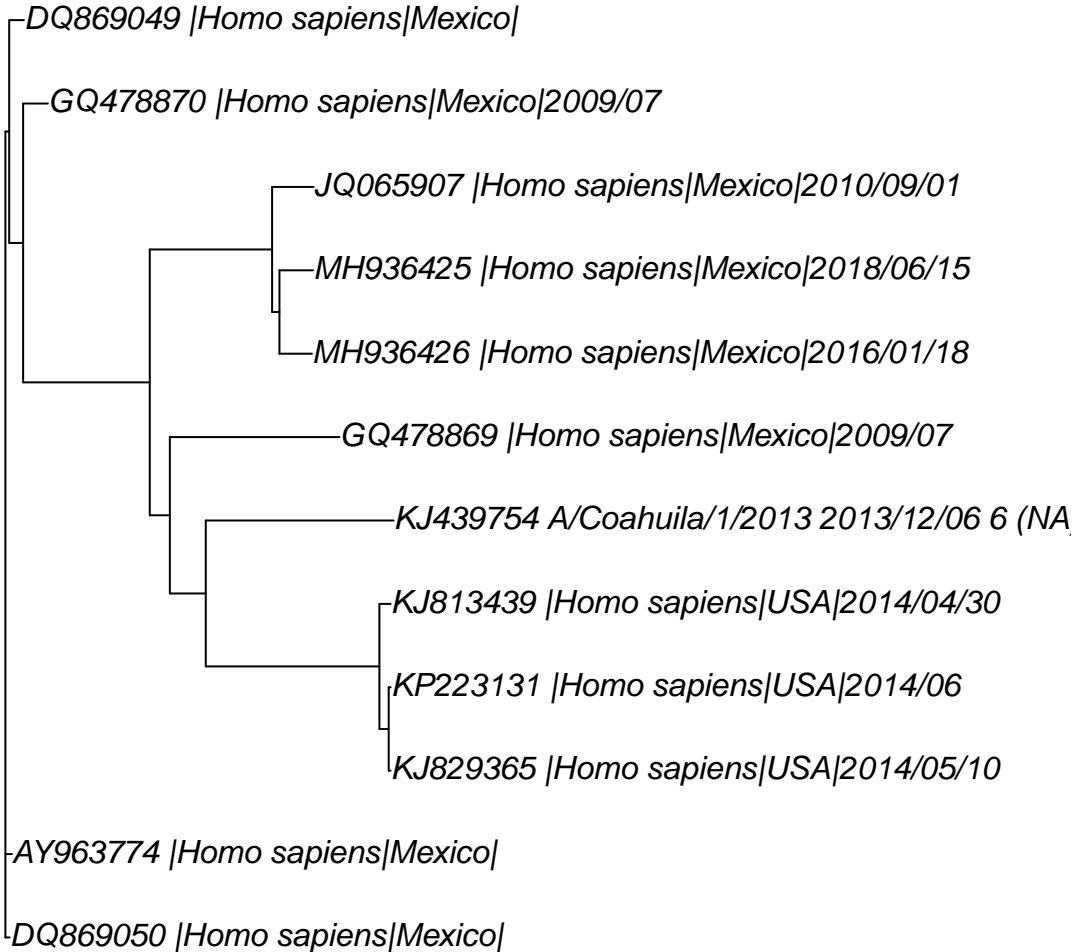 DQ869049 |Homo sapiens|Mexico|
GQ478870 |Homo sapiens|Mexico|2009/07
JQ065907 |Homo sapiens|Mexico|2010/09/01
MH936425 |Homo sapiens|Mexico|2018/06/15
MH936426 |Homo sapiens|Mexico|2016/01/18
GQ478869 |Homo sapiens|Mexico|2009/07
KJ439754 A/Coahuila/1/2013 2013/12/06 6 (NA)
KJ813439 |Homo sapiens|USA|2014/04/30
KP223131 |Homo sapiens|USA|2014/06
KJ829365 |Homo sapiens|USA|2014/05/10
AY963774 |Homo sapiens|Mexico|
DQ869050 |Homo sapiens|Mexico|